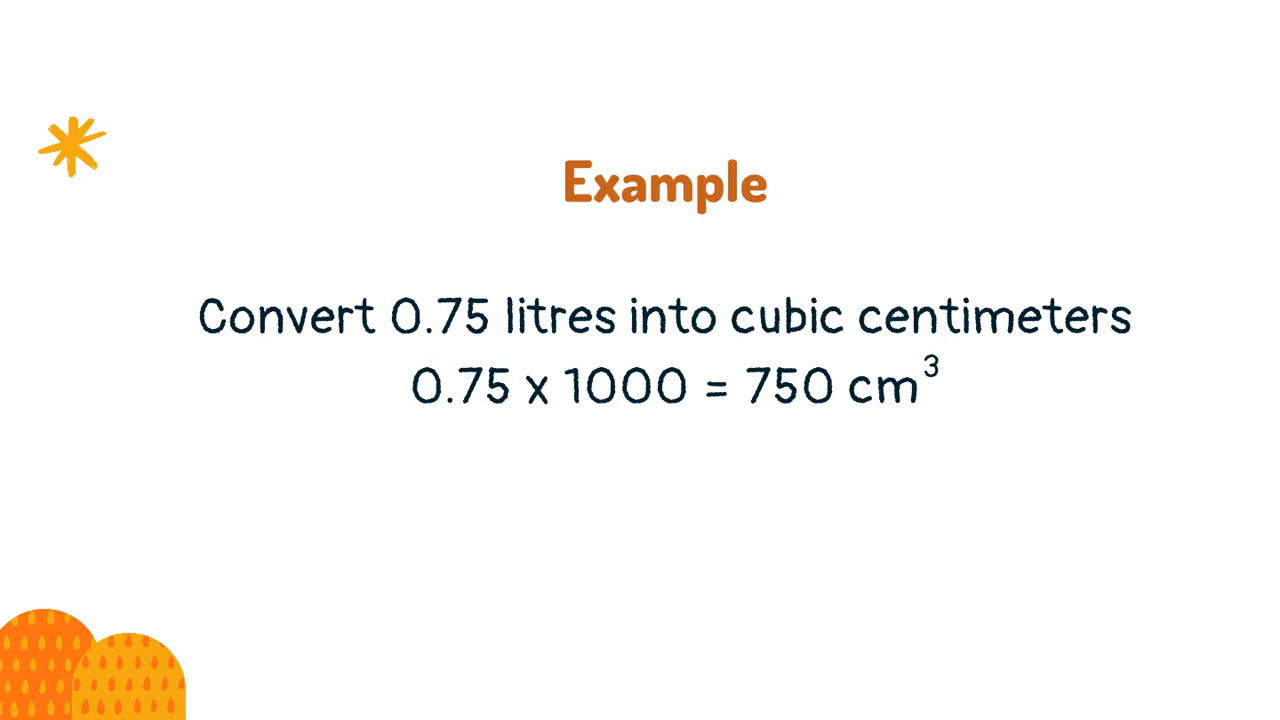 Example
Convert 0.75 litres into cubic centimeters
0.75 x 1000 = 750 cm³